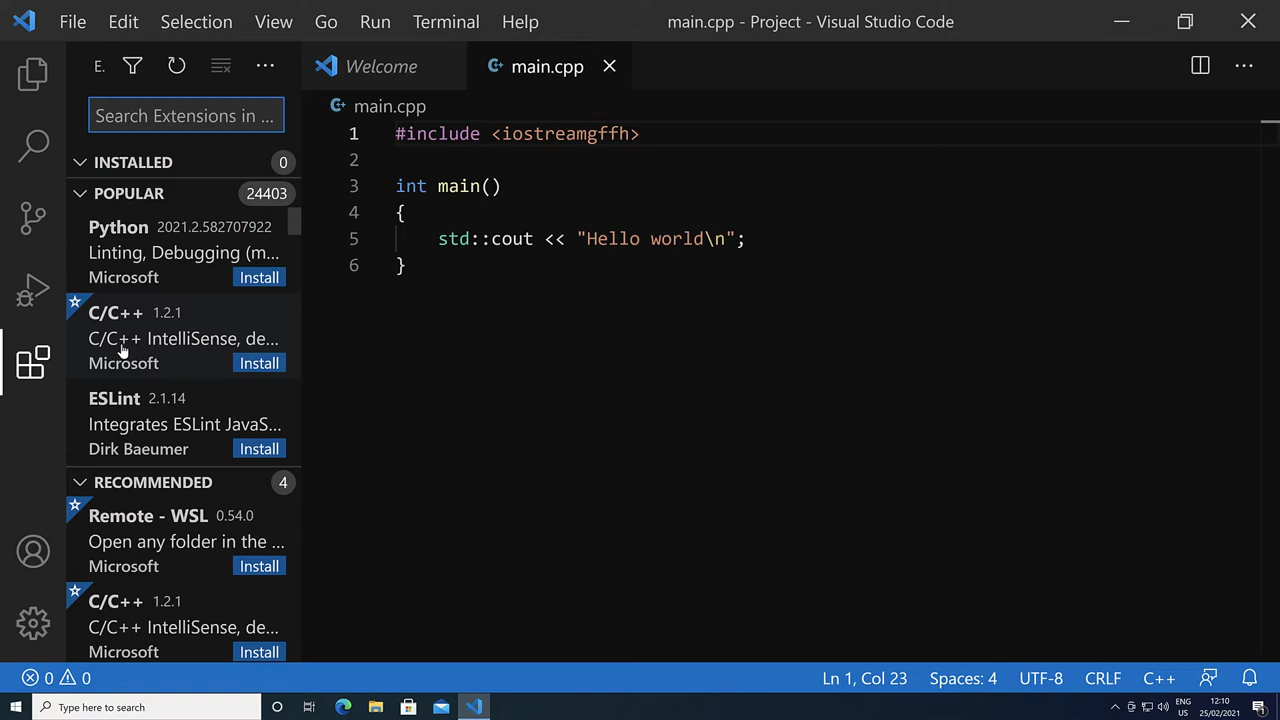 File Edit Selection View Go Run Terminal Help main.cpp - Project - Visual Studio Code
E.
Search Extensions in ...
INSTALLED 0
POPULAR 24403
Python 2021.2.582707922
Linting, Debugging (m...
Microsoft Install
C/C++ 1.2.1
C/C++ IntelliSense, de...
Microsoft Install
ESLint 2.1.14
Integrates ESLint JavaS...
Dirk Baeumer Install
RECOMMENDED 4
Remote - WSL 0.54.0
Open any folder in the ...
Microsoft Install
C/C++ 1.2.1
C/C++ IntelliSense, de...
Microsoft Install
Welcome main.cpp
main.cpp
1 #include <iostreamgffh>
2
3 int main()
4 {
5 std::cout << "Hello world\n";
6 }
0 0 Ln 1, Col 23 Spaces: 4 UTF-8 CRLF C++
Type here to search
ENG 12:10
US 25/02/2021
1